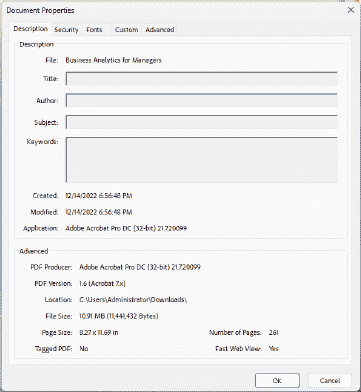 Document Properties
Description Security Fonts Custom Advanced
Description
File: Business Analytics for Managers
Title:
Author:
Subject:
Keywords:
Created: 12/14/2022 6:56:48 PM
Modified: 12/14/2022 6:56:48 PM
Application: Adobe Acrobat Pro DC (32-bit) 21.7.20099
Advanced
PDF Producer: Adobe Acrobat Pro DC (32-bit) 21.7.20099
PDF Version: 1.6 (Acrobat 7.x)
Location: C:\Users\Administrator\Downloads\
File Size: 10.91 MB (11,441,432 Bytes)
Page Size: 8.27 x 11.69 in Number of Pages: 261
Tagged PDF: No Fast Web View: Yes
OK Cancel